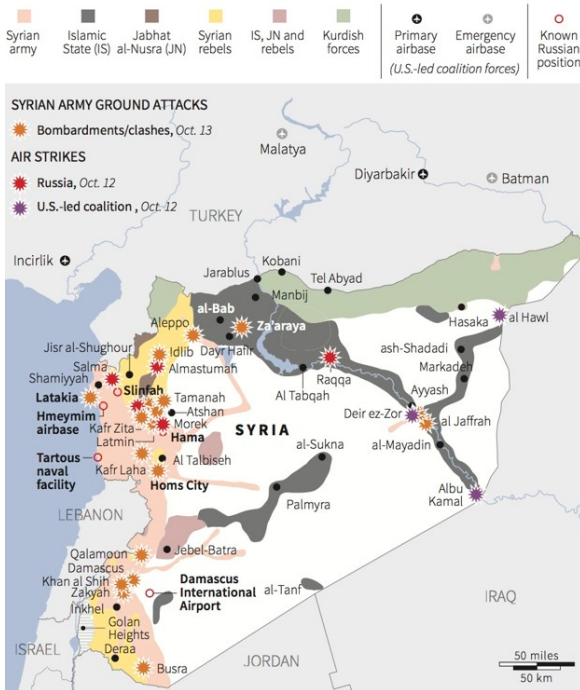 Syrian
army
Islamic
State (IS)
Jabhat
al-Nusra (JN)
Syrian
rebels
IS, JN and
rebels
Kurdish
forces
Primary
airbase
Emergency
airbase
(U.S.-led coalition forces)
Known
Russian
position
SYRIAN ARMY GROUND ATTACKS
Bombardments/clashes, Oct. 13
AIR STRIKES
Russia, Oct. 12
U.S.-led coalition , Oct. 12
Malatya
Diyarbakir
Batman
TURKEY
Incirlik
Kobani
Jarablus
Tel Abyad
Manbij
al-Bab
Za'araya
Aleppo
Hasaka
al Hawl
Dayr Hafir
Jisr al-Shughour
Idlib
ash-Shadadi
Salma
Almastumah
Markadeh
Shamiyyah
Raqqa
Slinfah
Al Tabqah
Ayyash
Latakia
Tamanah
Atshan
Deir ez-Zor
al Jaffrah
Hmeymim
airbase
Kafr Zita
Morek
Latmin
Hama
SYRIA
al-Sukna
al-Mayadin
Tartous
naval
facility
Al Talbiseh
Kafr Laha
Homs City
Albu
Kamal
Palmyra
LEBANON
Qalamoon
Jebel-Batra
Damascus
Khan al Shih
Zakyah
Damascus
International
Airport
al-Tanf
IRAQ
Inkhel
Golan
Heights
ISRAEL
Deraa
Busra
JORDAN
50 miles
50 km